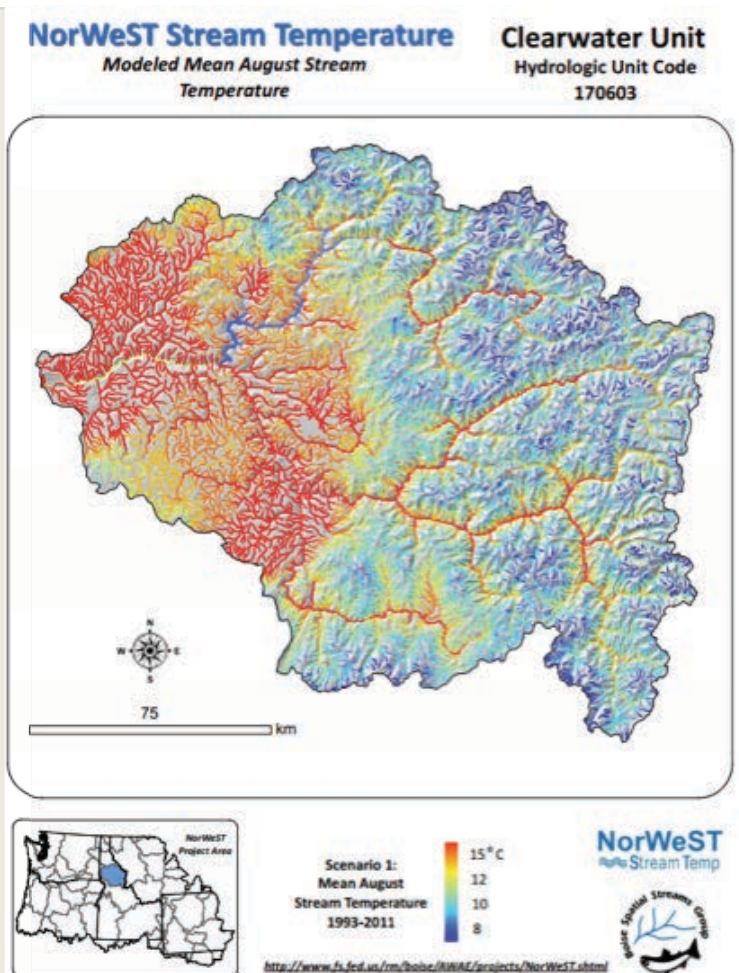 NorWeST Stream Temperature
Modeled Mean August Stream
Temperature
Clearwater Unit
Hydrologic Unit Code
170603
N
W
E
S
75
km
NorWeST
Project Area
Scenario 1:
Mean August
Stream Temperature
1993-2011
15°C
12
10
8
NorWeST
Stream Temp
Boise Spatial Streams Group
http://www.fs.fed.us/rm/boise/AWAE/projects/NorWeST.shtml